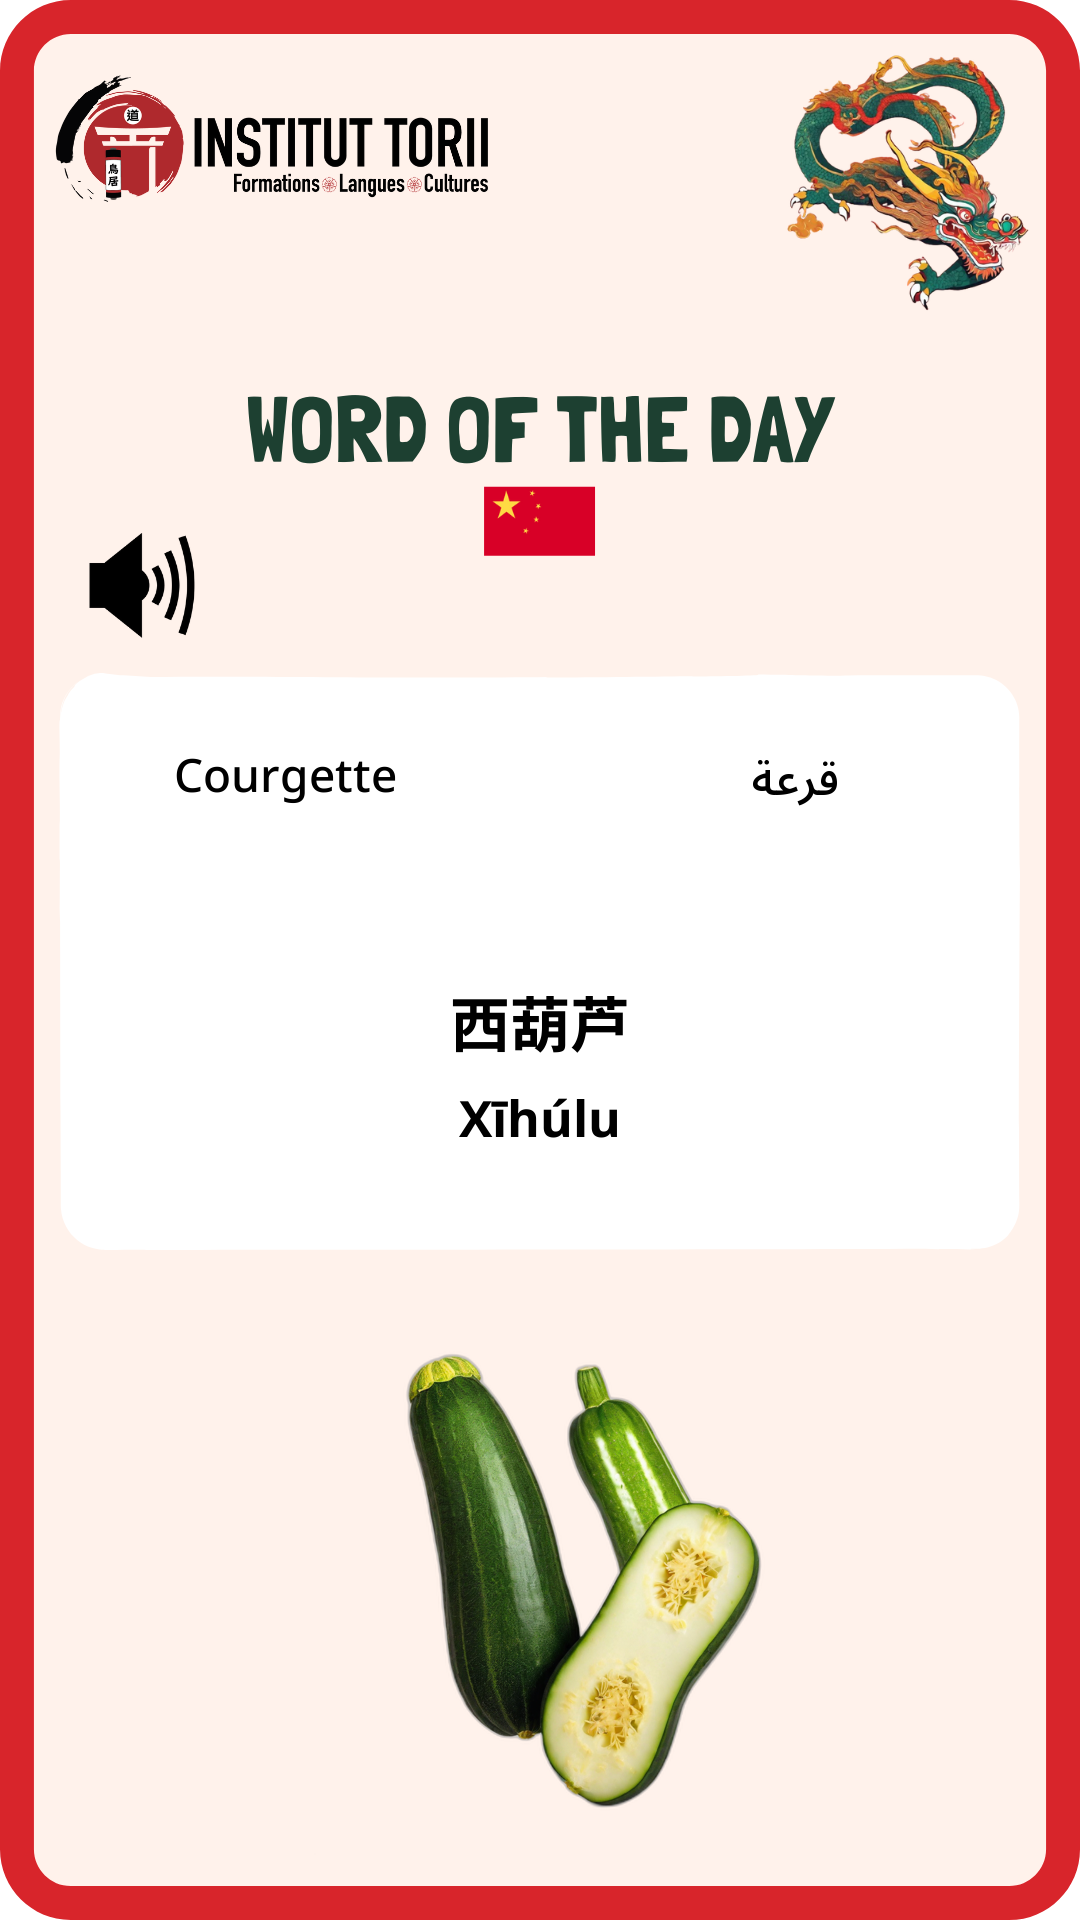 道
鳥居
INSTITUT TORII
Formations Langues Cultures
WORD OF THE DAY
Courgette
قرعة
西葫芦
Xīhúlu